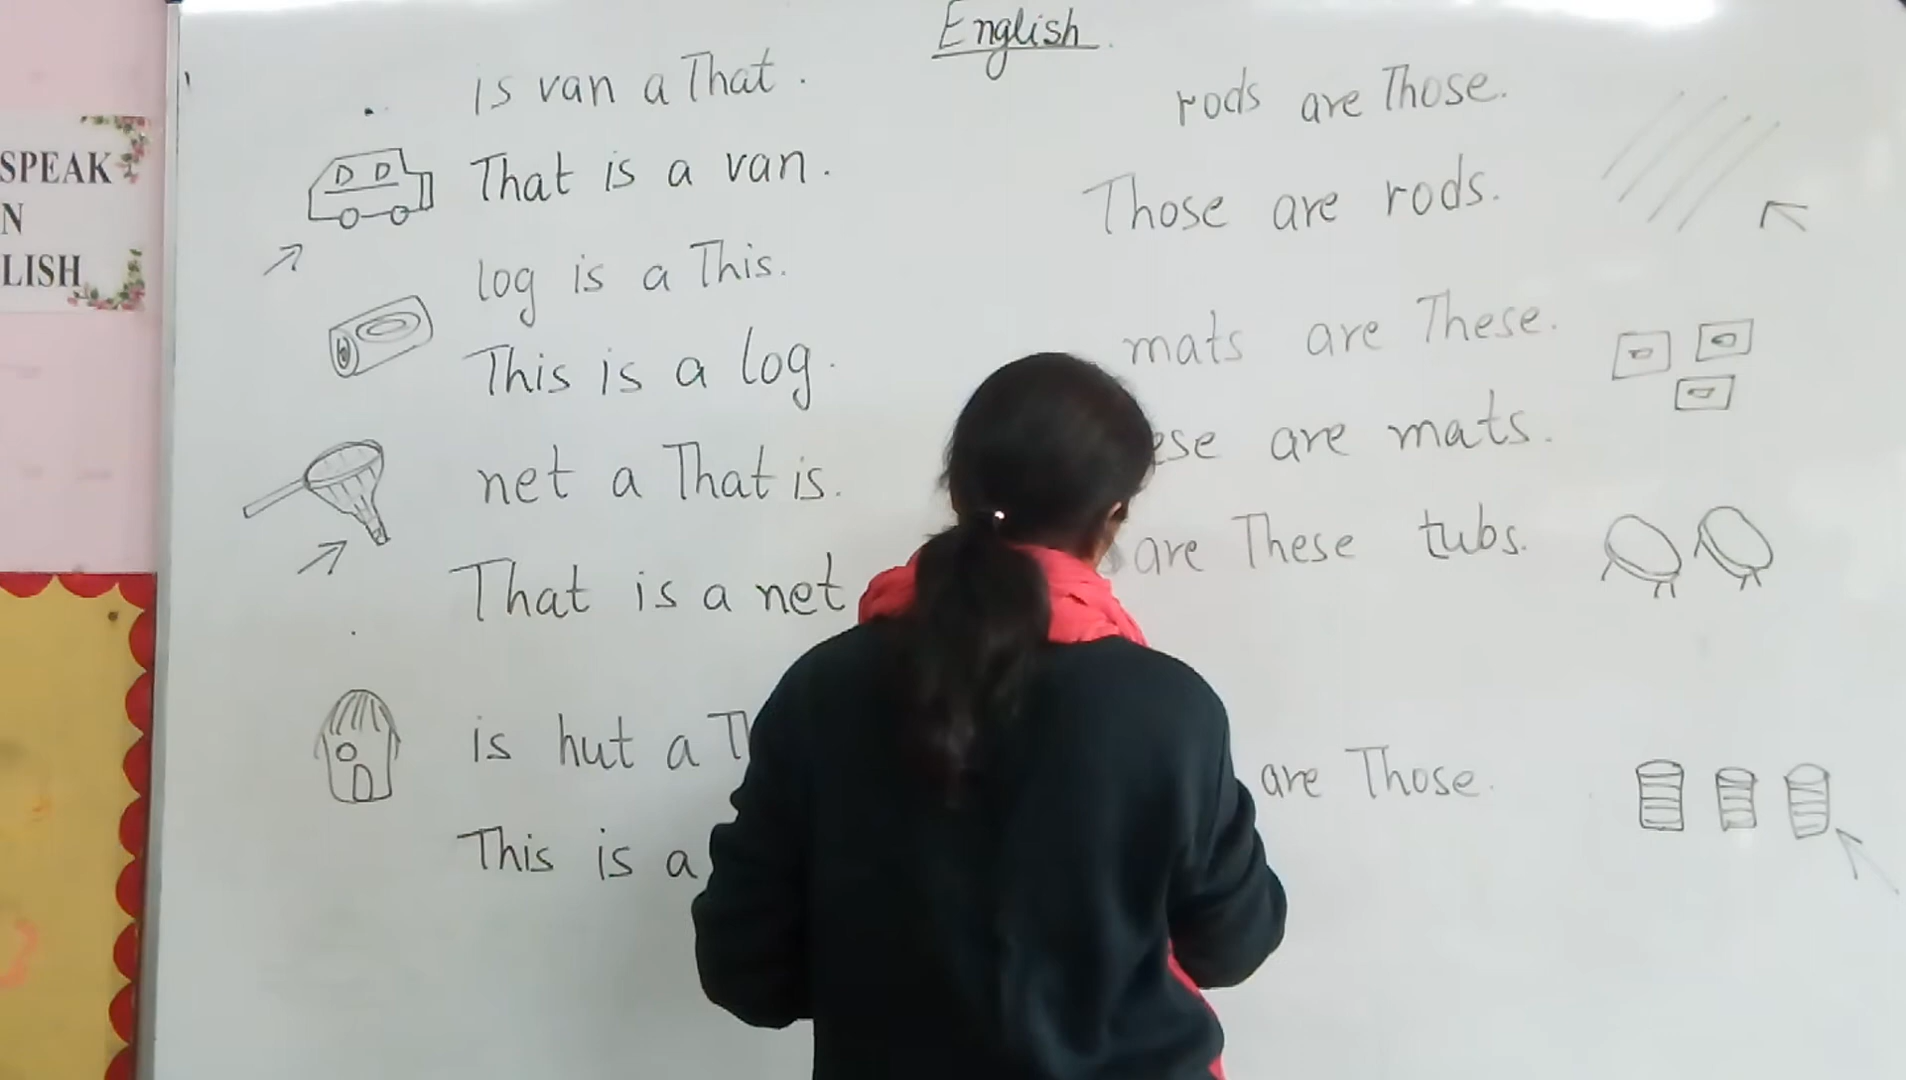 English
is van a That.
That is a van.
log is a This.
This is a log.
net a That is.
That is a net
is hut a
This is a
rods are Those.
Those are rods.
mats are These.
are mats.
are These tubs.
are Those.
SPEAK
N
LISH